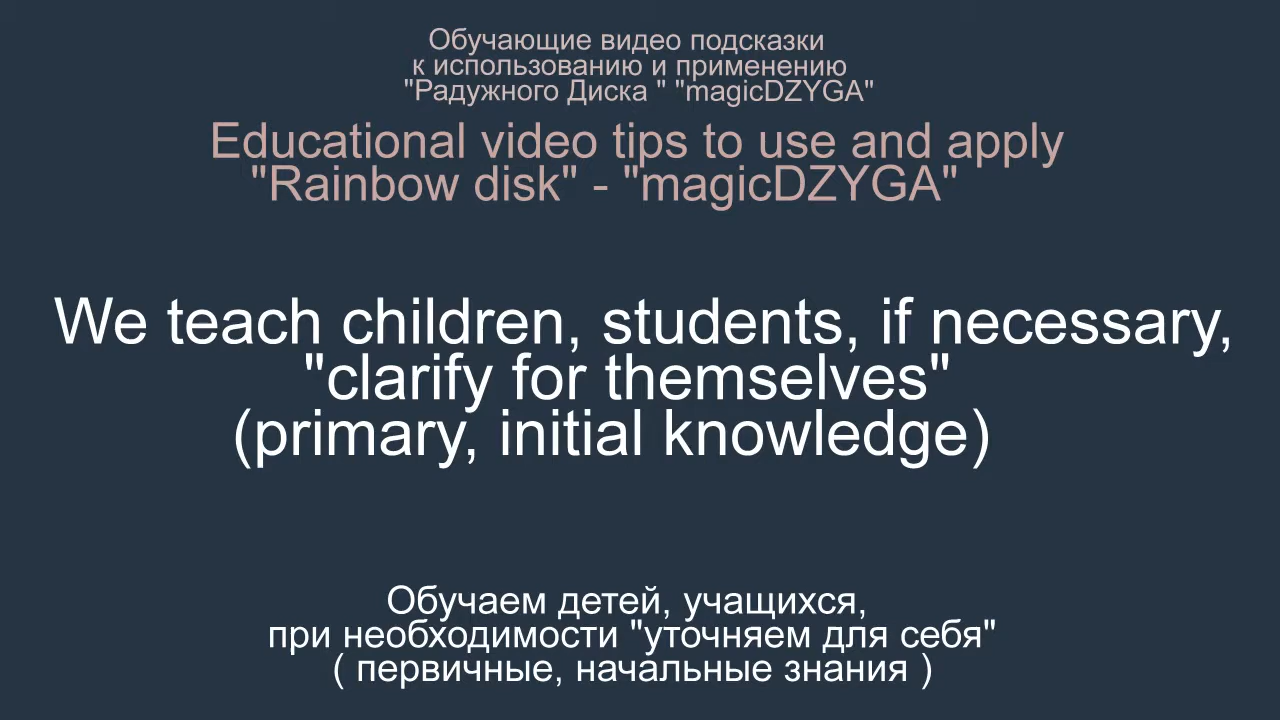 Обучающие видео подсказки
к использованию и применению
"Радужного Диска " "magicDZYGA"
Educational video tips to use and apply
"Rainbow disk" - "magicDZYGA"
We teach children, students, if necessary,
"clarify for themselves"
(primary, initial knowledge)
Обучаем детей, учащихся,
при необходимости "уточняем для себя"
( первичные, начальные знания )